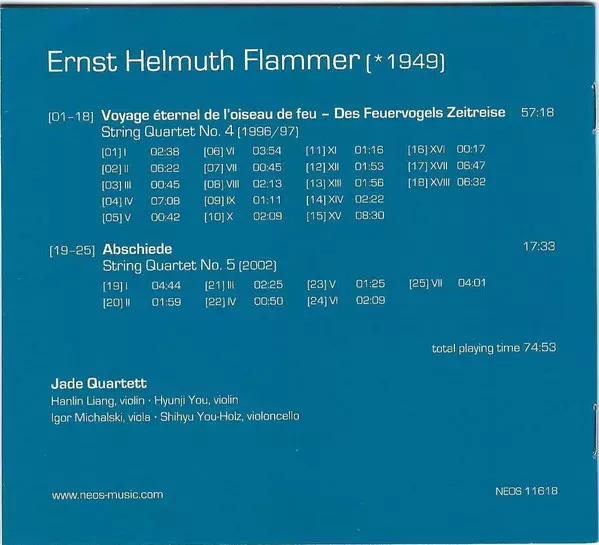 Ernst Helmuth Flammer (*1949)
[01–18] Voyage éternel de l'oiseau de feu – Des Feuervogels Zeitreise 57:18
String Quartet No. 4 (1996/97)
[01] I 02:38 [06] VI 03:54 [11] XI 01:16 [16] XVI 00:17
[02] II 06:22 [07] VII 00:45 [12] XII 01:53 [17] XVII 06:47
[03] III 00:45 [08] VIII 02:13 [13] XIII 01:56 [18] XVIII 06:32
[04] IV 07:08 [09] IX 01:11 [14] XIV 02:22
[05] V 00:42 [10] X 02:09 [15] XV 08:30
[19–25] Abschiede 17:33
String Quartet No. 5 (2002)
[19] I 04:44 [21] III 02:25 [23] V 01:25 [25] VII 04:01
[20] II 01:59 [22] IV 00:50 [24] VI 02:09
total playing time 74:53
Jade Quartett
Hanlin Liang, violin · Hyunji You, violin
Igor Michalski, viola · Shihyu You-Holz, violoncello
www.neos-music.com NEOS 11618